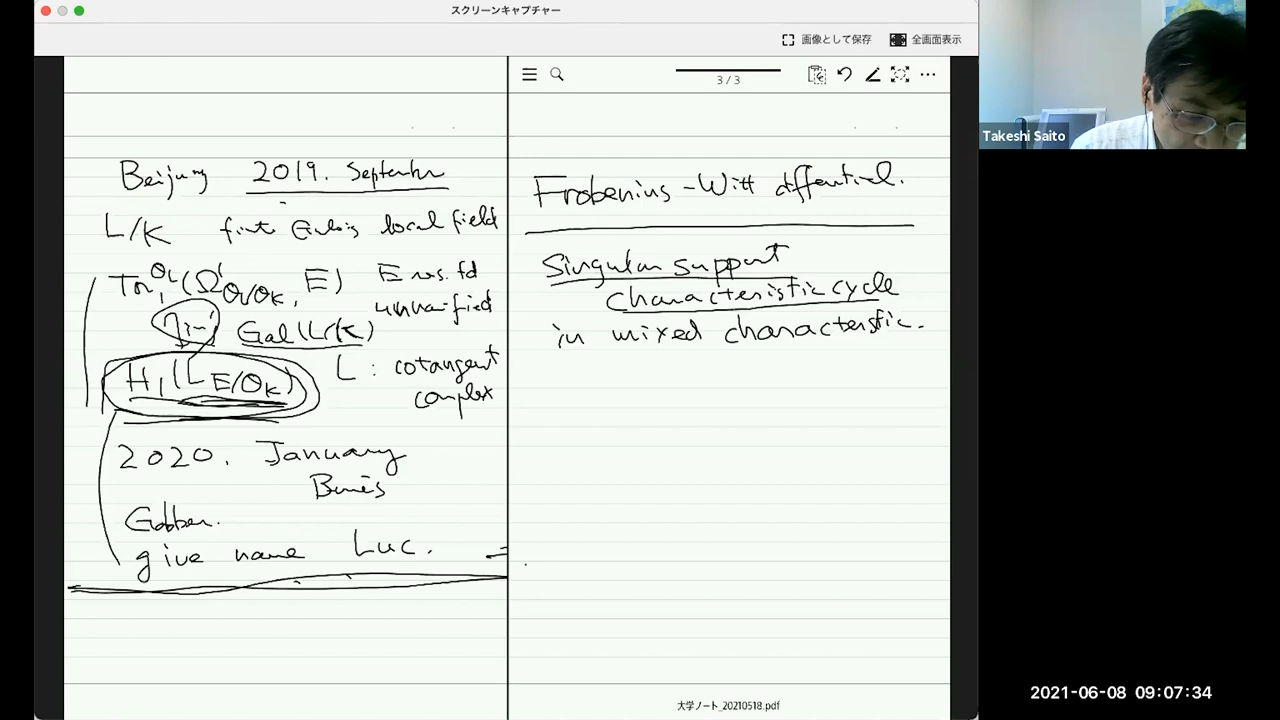 スクリーンキャプチャー
画像として保存 全画面表示
3 / 3
Beijing 2019. September
L/K finite Galois local field
Tor₁^{O_L}(Ω¹_{O_L/O_K}, E) E res. fd
unramified
Gal(L/K)
H₁(L_{E/O_K}) L : cotangent
complex
2020. January
Gabber.
give name Luc.
Frobenius-Witt differential.
Singular support
characteristic cycle
in mixed characteristic.
大学ノート_20210518.pdf
Takeshi Saito
2021-06-08 09:07:34